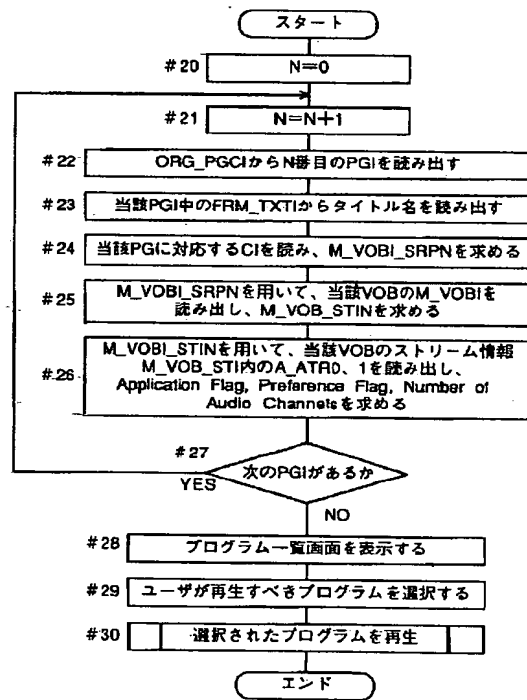 スタート
#20
N=0
#21
N=N+1
#22
ORG_PGCIからN番目のPGIを読み出す
#23
当該PGI中のFRM_TXTIからタイトル名を読み出す
#24
当該PGに対応するCIを読み、M_VOBI_SRPNを求める
#25
M_VOBI_SRPNを用いて、当該VOBのM_VOBIを
読み出し、M_VOB_STINを求める
#26
M_VOBI_STINを用いて、当該VOBのストリーム情報
M_VOB_STI内のA_ATR0、1を読み出し、
Application Flag, Preference Flag, Number of
Audio Channelsを求める
#27
次のPGIがあるか
YES
NO
#28
プログラム一覧画面を表示する
#29
ユーザが再生すべきプログラムを選択する
#30
選択されたプログラムを再生
エンド